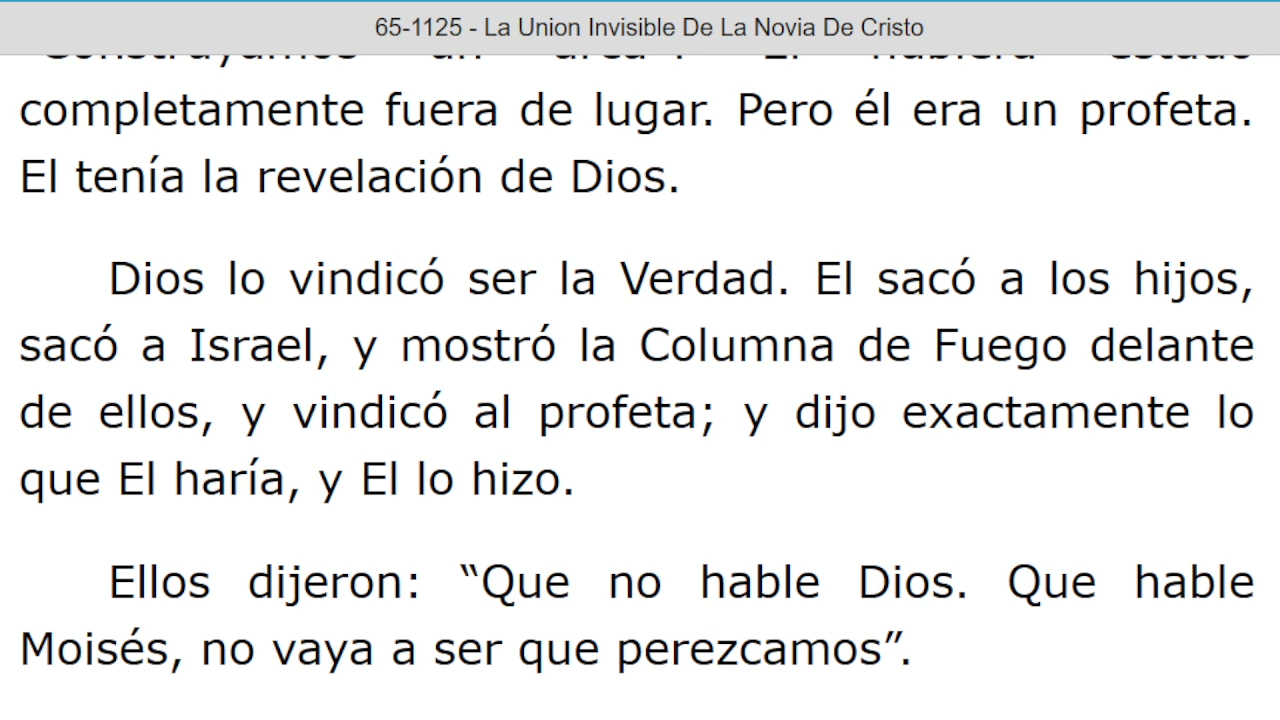 65-1125 - La Union Invisible De La Novia De Cristo
completamente fuera de lugar. Pero él era un profeta.
El tenía la revelación de Dios.
Dios lo vindicó ser la Verdad. El sacó a los hijos,
sacó a Israel, y mostró la Columna de Fuego delante
de ellos, y vindicó al profeta; y dijo exactamente lo
que El haría, y El lo hizo.
Ellos dijeron: “Que no hable Dios. Que hable
Moisés, no vaya a ser que perezcamos”.